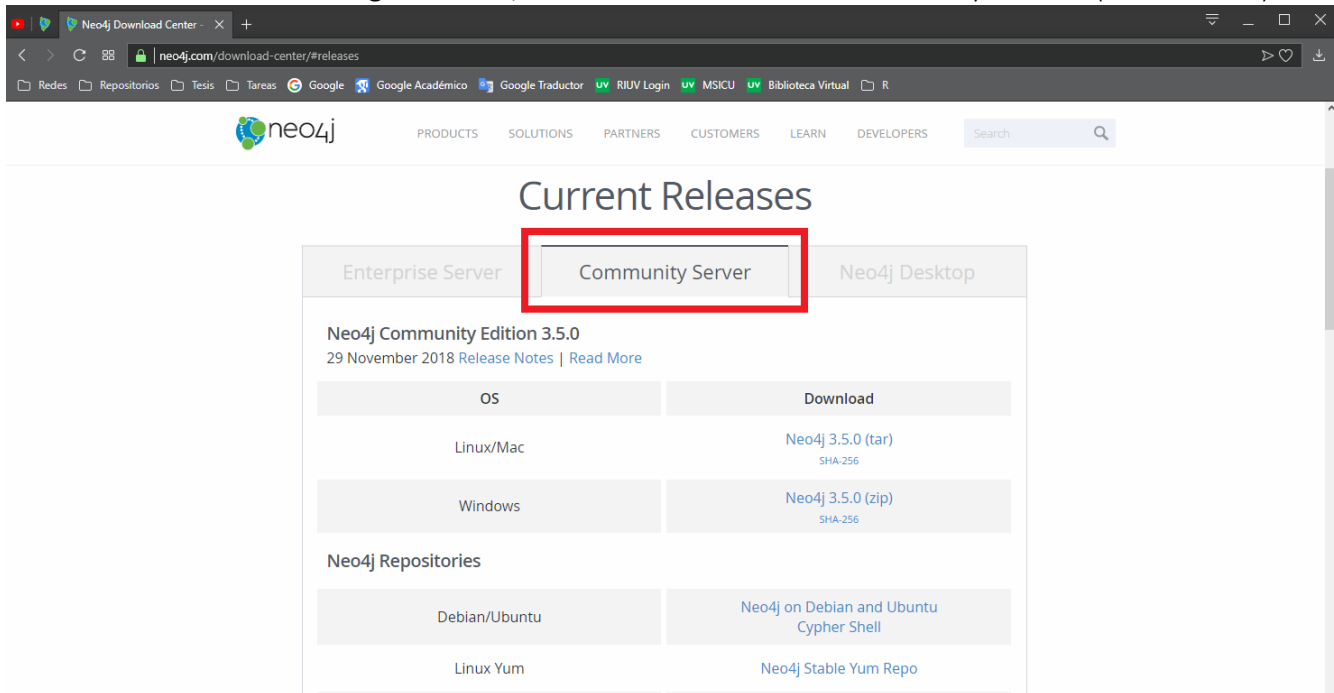 Neo4j Download Center -
neo4j.com/download-center/#releases
Redes Repositorios Tesis Tareas Google Google Académico Google Traductor UV RIUV Login UV MSICU UV Biblioteca Virtual R
neo4j PRODUCTS SOLUTIONS PARTNERS CUSTOMERS LEARN DEVELOPERS Search
Current Releases
Enterprise Server Community Server Neo4j Desktop
Neo4j Community Edition 3.5.0
29 November 2018 Release Notes | Read More
OS Download
Linux/Mac Neo4j 3.5.0 (tar)
SHA-256
Windows Neo4j 3.5.0 (zip)
SHA-256
Neo4j Repositories
Debian/Ubuntu Neo4j on Debian and Ubuntu
Cypher Shell
Linux Yum Neo4j Stable Yum Repo